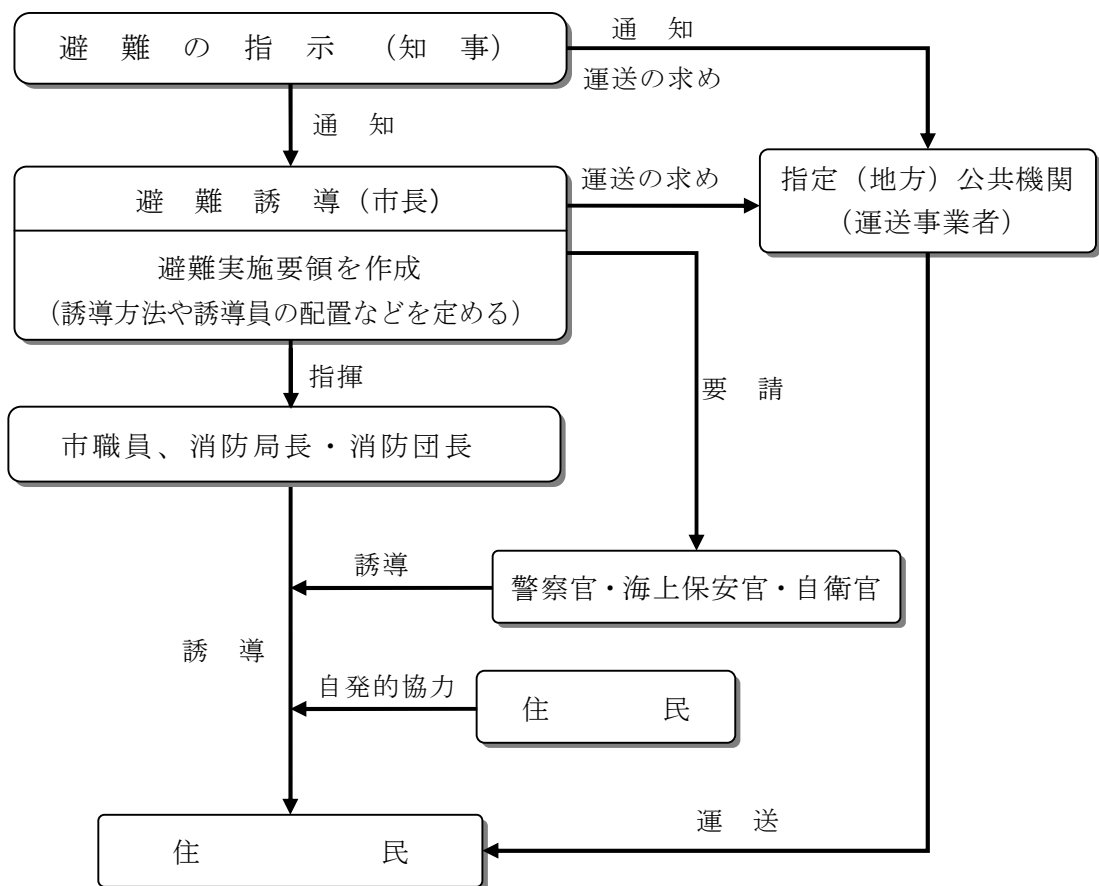 避難の指示（知事）
通知
運送の求め
通知
避難誘導（市長）
運送の求め
指定（地方）公共機関
（運送事業者）
避難実施要領を作成
（誘導方法や誘導員の配置などを定める）
指揮
要請
市職員、消防局長・消防団長
誘導
警察官・海上保安官・自衛官
誘導
自発的協力
住民
運送
住民